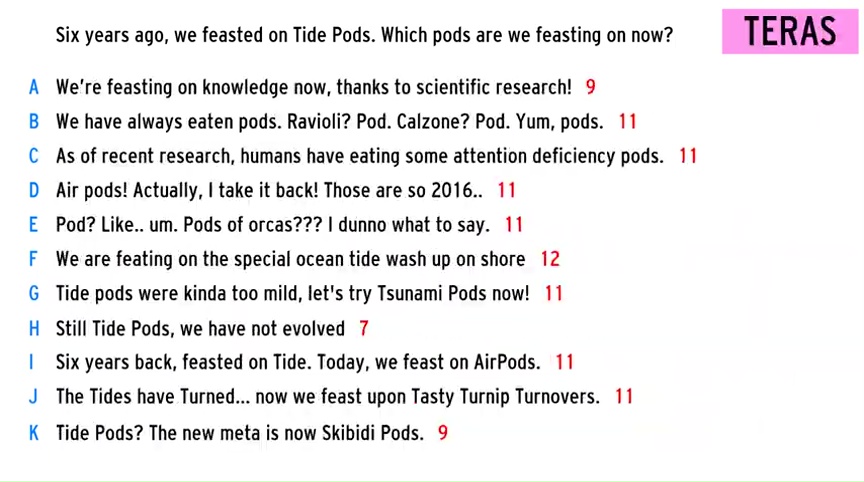 Six years ago, we feasted on Tide Pods. Which pods are we feasting on now?
TERAS
A We're feasting on knowledge now, thanks to scientific research! 9
B We have always eaten pods. Ravioli? Pod. Calzone? Pod. Yum, pods. 11
C As of recent research, humans have eating some attention deficiency pods. 11
D Air pods! Actually, I take it back! Those are so 2016.. 11
E Pod? Like.. um. Pods of orcas??? I dunno what to say. 11
F We are feating on the special ocean tide wash up on shore 12
G Tide pods were kinda too mild, let's try Tsunami Pods now! 11
H Still Tide Pods, we have not evolved 7
I Six years back, feasted on Tide. Today, we feast on AirPods. 11
J The Tides have Turned... now we feast upon Tasty Turnip Turnovers. 11
K Tide Pods? The new meta is now Skibidi Pods. 9